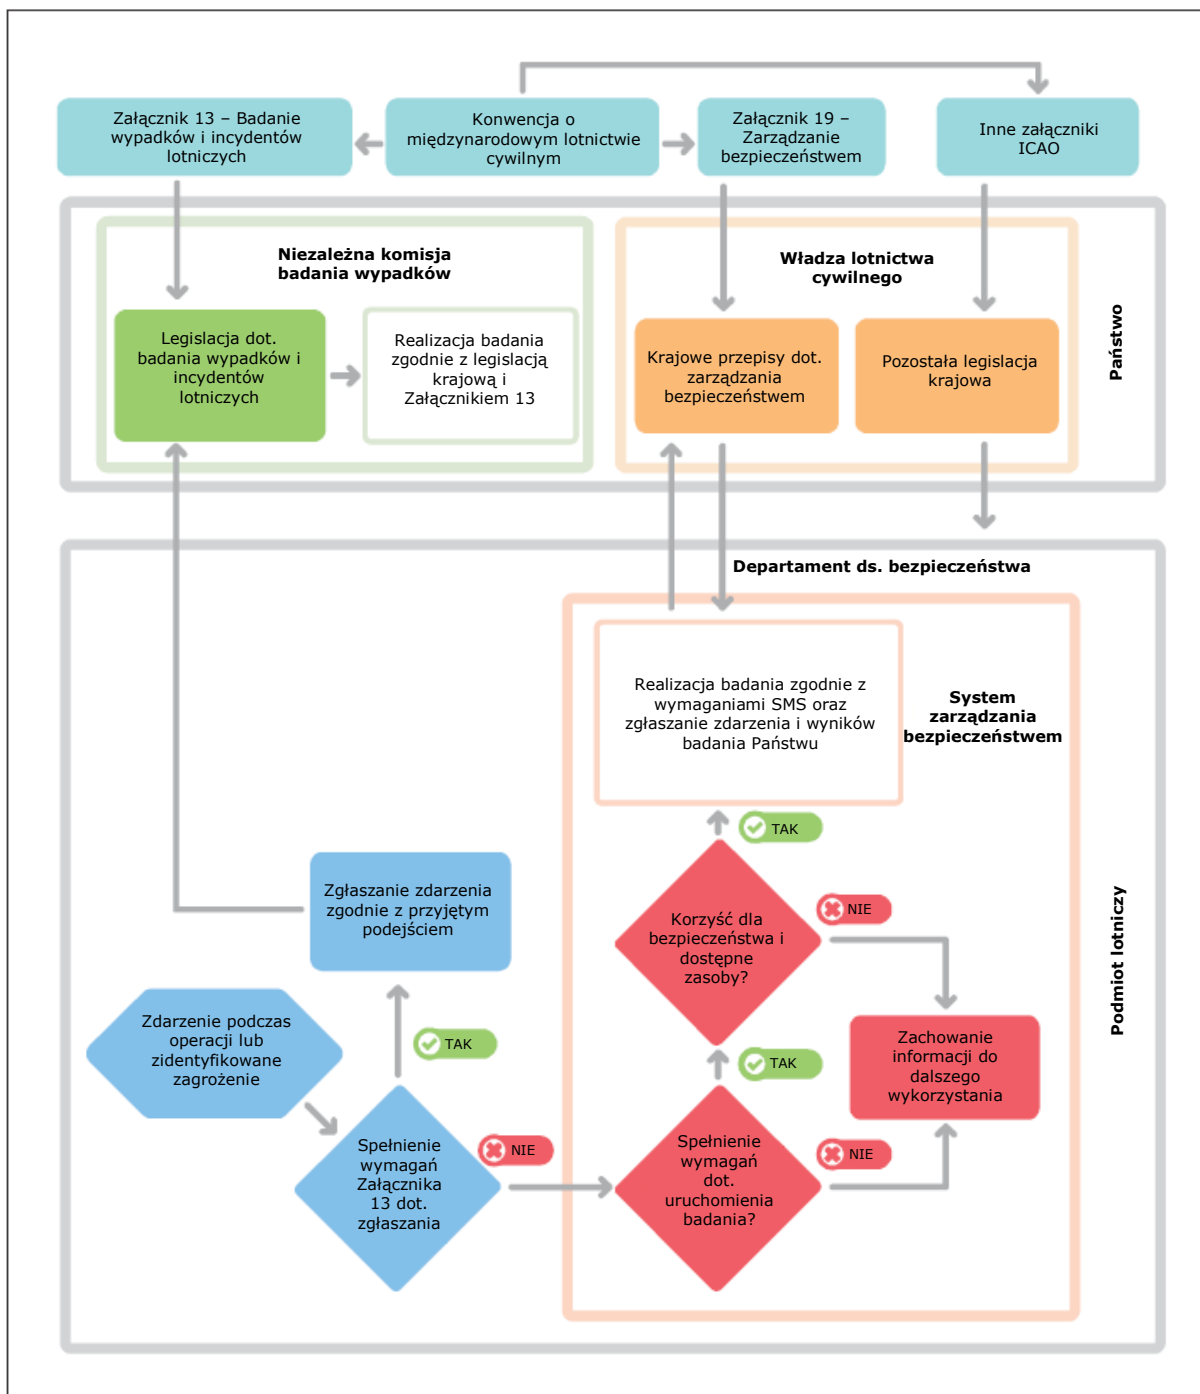 Załącznik 13 – Badanie
wypadków i incydentów
lotniczych
Konwencja o
międzynarodowym lotnictwie
cywilnym
Załącznik 19 –
Zarządzanie
bezpieczeństwem
Inne załączniki
ICAO
Niezależna komisja
badania wypadków
Władza lotnictwa
cywilnego
Legislacja dot.
badania wypadków i
incydentów
lotniczych
Realizacja badania
zgodnie z legislacją
krajową i
Załącznikiem 13
Krajowe przepisy dot.
zarządzania
bezpieczeństwem
Pozostała legislacja
krajowa
Państwo
Departament ds. bezpieczeństwa
Realizacja badania zgodnie z
wymaganiami SMS oraz
zgłaszanie zdarzenia i wyników
badania Państwu
System
zarządzania
bezpieczeństwem
TAK
Zgłaszanie zdarzenia
zgodnie z przyjętym
podejściem
Korzyść dla
bezpieczeństwa i
dostępne
zasoby?
NIE
Podmiot lotniczy
Zdarzenie podczas
operacji lub
zidentyfikowane
zagrożenie
TAK
TAK
Zachowanie
informacji do
dalszego
wykorzystania
Spełnienie
wymagań
Załącznika
13 dot.
zgłaszania
NIE
Spełnienie
wymagań
dot.
uruchomienia
badania?
NIE